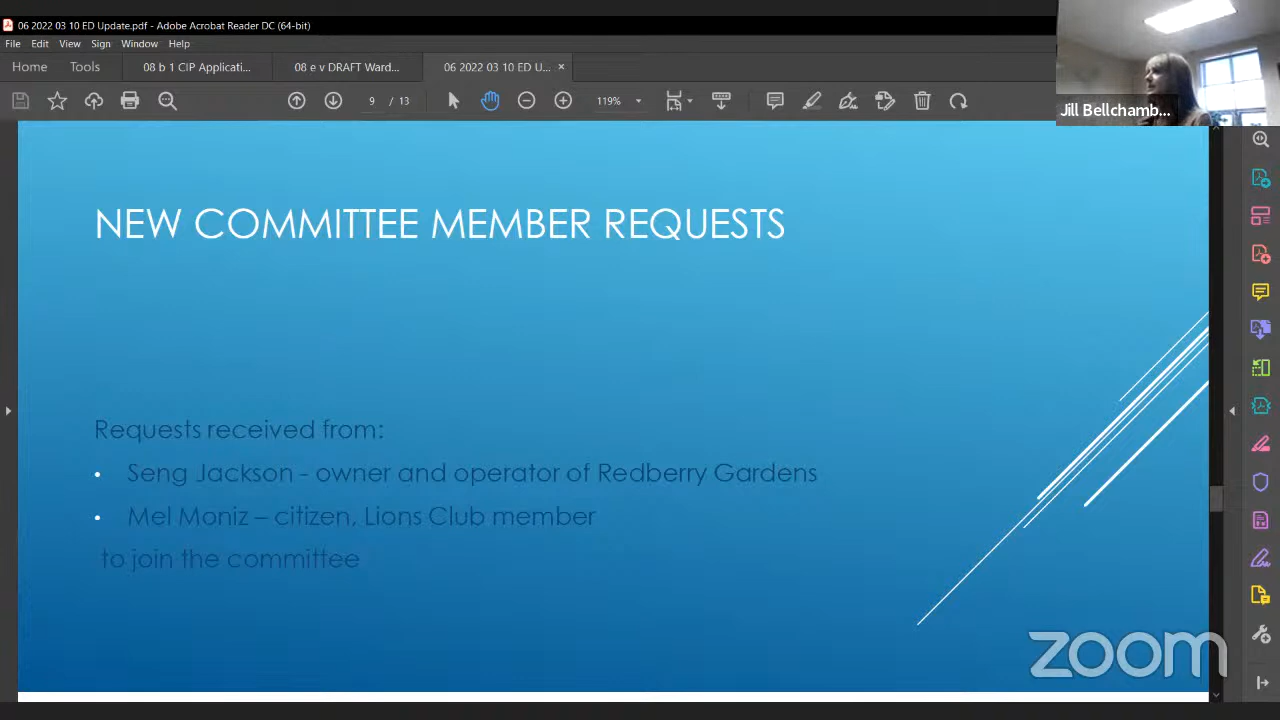 06 2022 03 10 ED Update.pdf - Adobe Acrobat Reader DC (64-bit)
File Edit View Sign Window Help
Home Tools 08 b 1 CIP Applicati... 08 e v DRAFT Ward... 06 2022 03 10 ED U... ×
9 / 13 119%
Jill Bellchamb...
NEW COMMITTEE MEMBER REQUESTS
Requests received from:
• Seng Jackson - owner and operator of Redberry Gardens
• Mel Moniz – citizen, Lions Club member
to join the committee
zoom